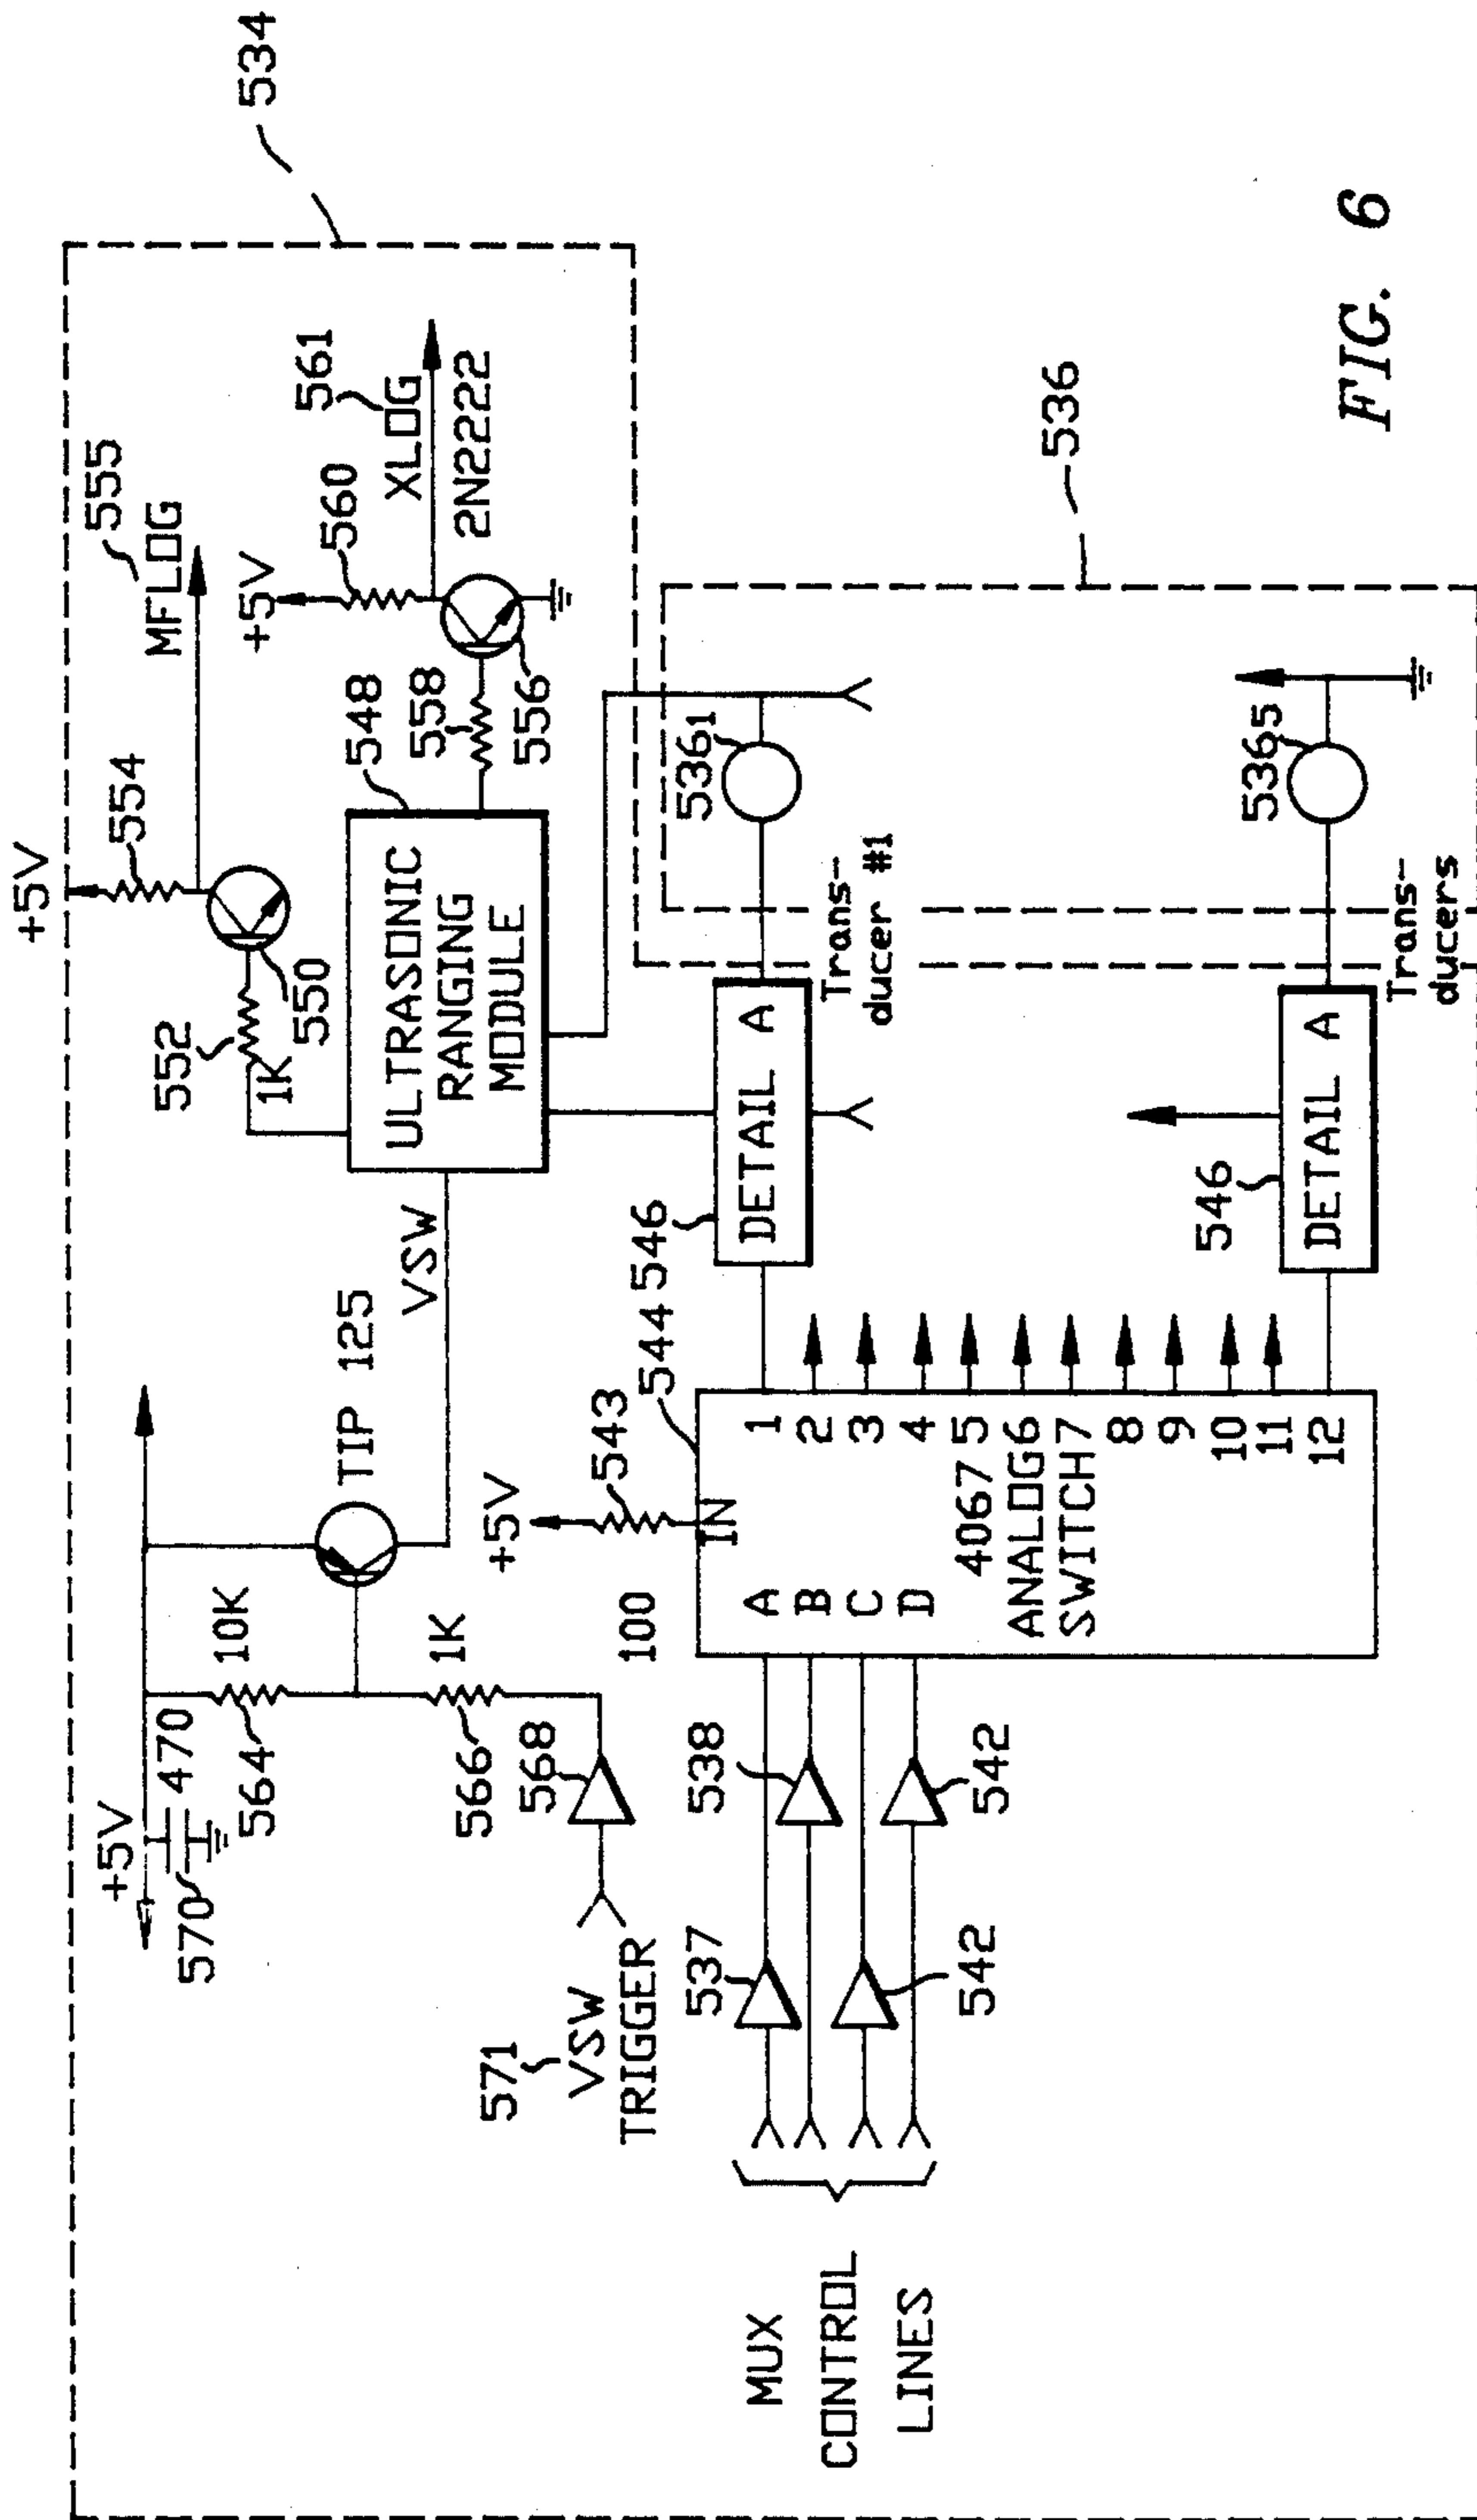 534
+5V
554
555
MFLOG
552
1K
550
+5V
560
561
XLOG
2N2222
548
558
556
ULTRASONIC
RANGING
MODULE
VSW
TIP 125
+5V
470
570
10K
564
1K
566
568
571
VSW
TRIGGER
+5V
543
544
100
IN
546
DETAIL A
Trans-
ducer #1
536₁
536
537
538
542
542
MUX
CONTROL
LINES
A
B
C
D
4067
ANALOG
SWITCH
1
2
3
4
5
6
7
8
9
10
11
12
546
DETAIL A
Trans-
ducers
536₅
FIG. 6